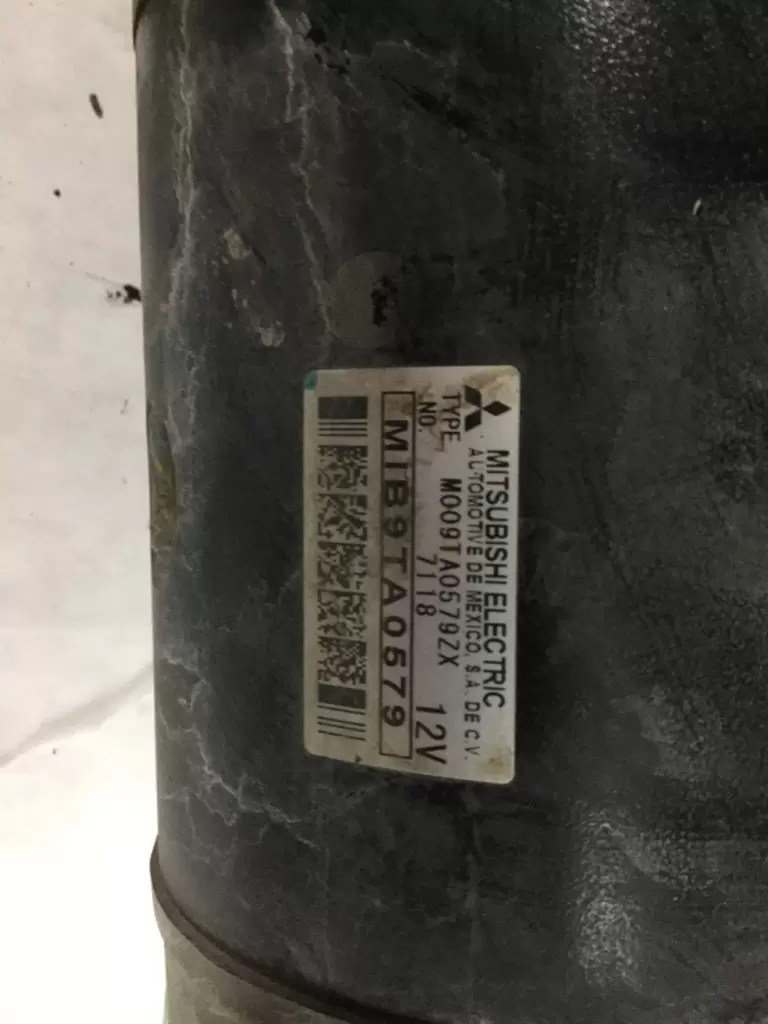 MITSUBISHI ELECTRIC
AUTOMOTIVE DE MEXICO, S.A. DE C.V.
TYPE M009TA0579ZX
NO. 7118 12V
MIB9TA0579